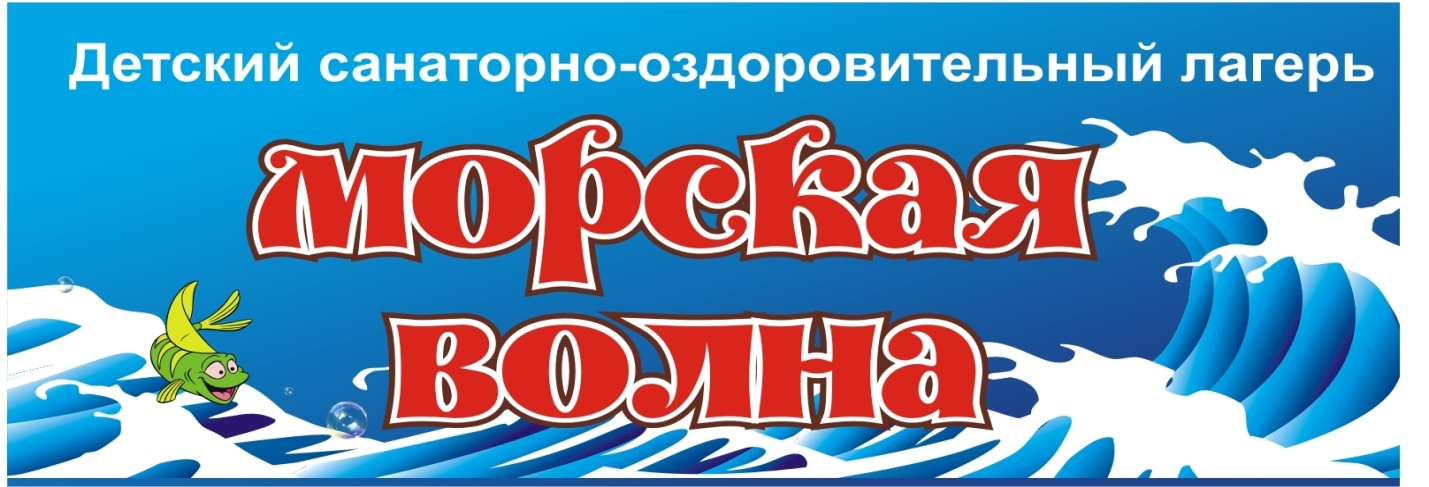 Детский санаторно-оздоровительный лагерь
морская
волна